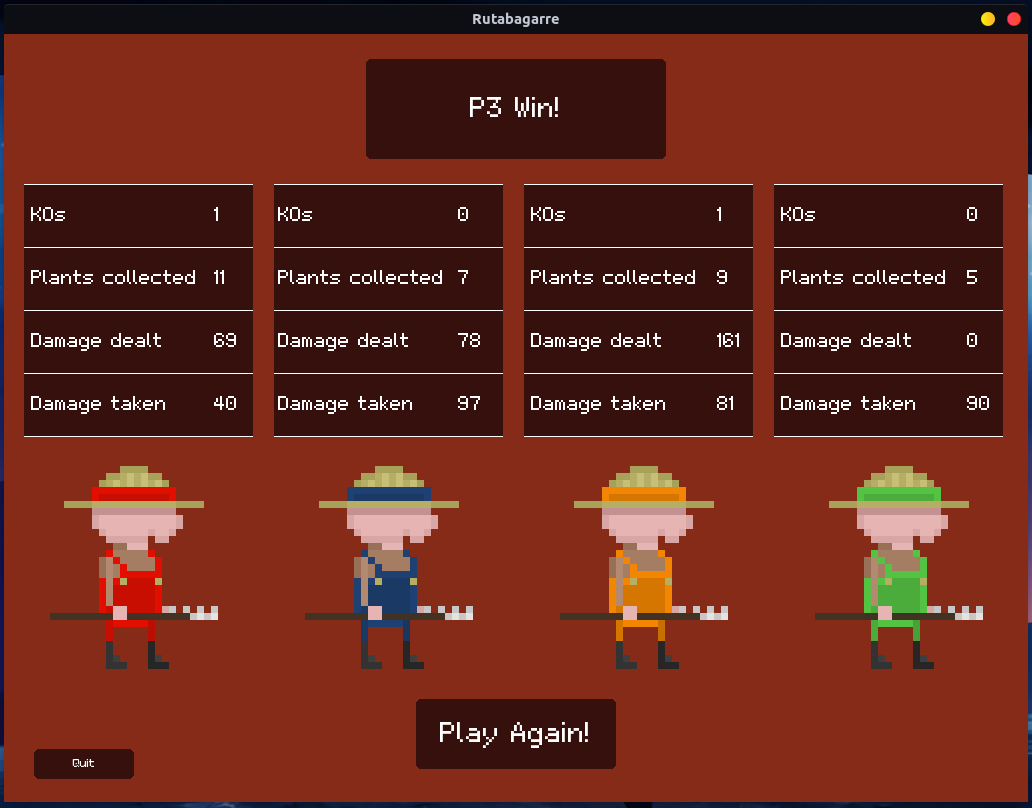 Rutabagarre
P3 Win!
KOs 1 KOs 0 KOs 1 KOs 0
Plants collected 11 Plants collected 7 Plants collected 9 Plants collected 5
Damage dealt 69 Damage dealt 78 Damage dealt 161 Damage dealt 0
Damage taken 40 Damage taken 97 Damage taken 81 Damage taken 90
Play Again!
Quit